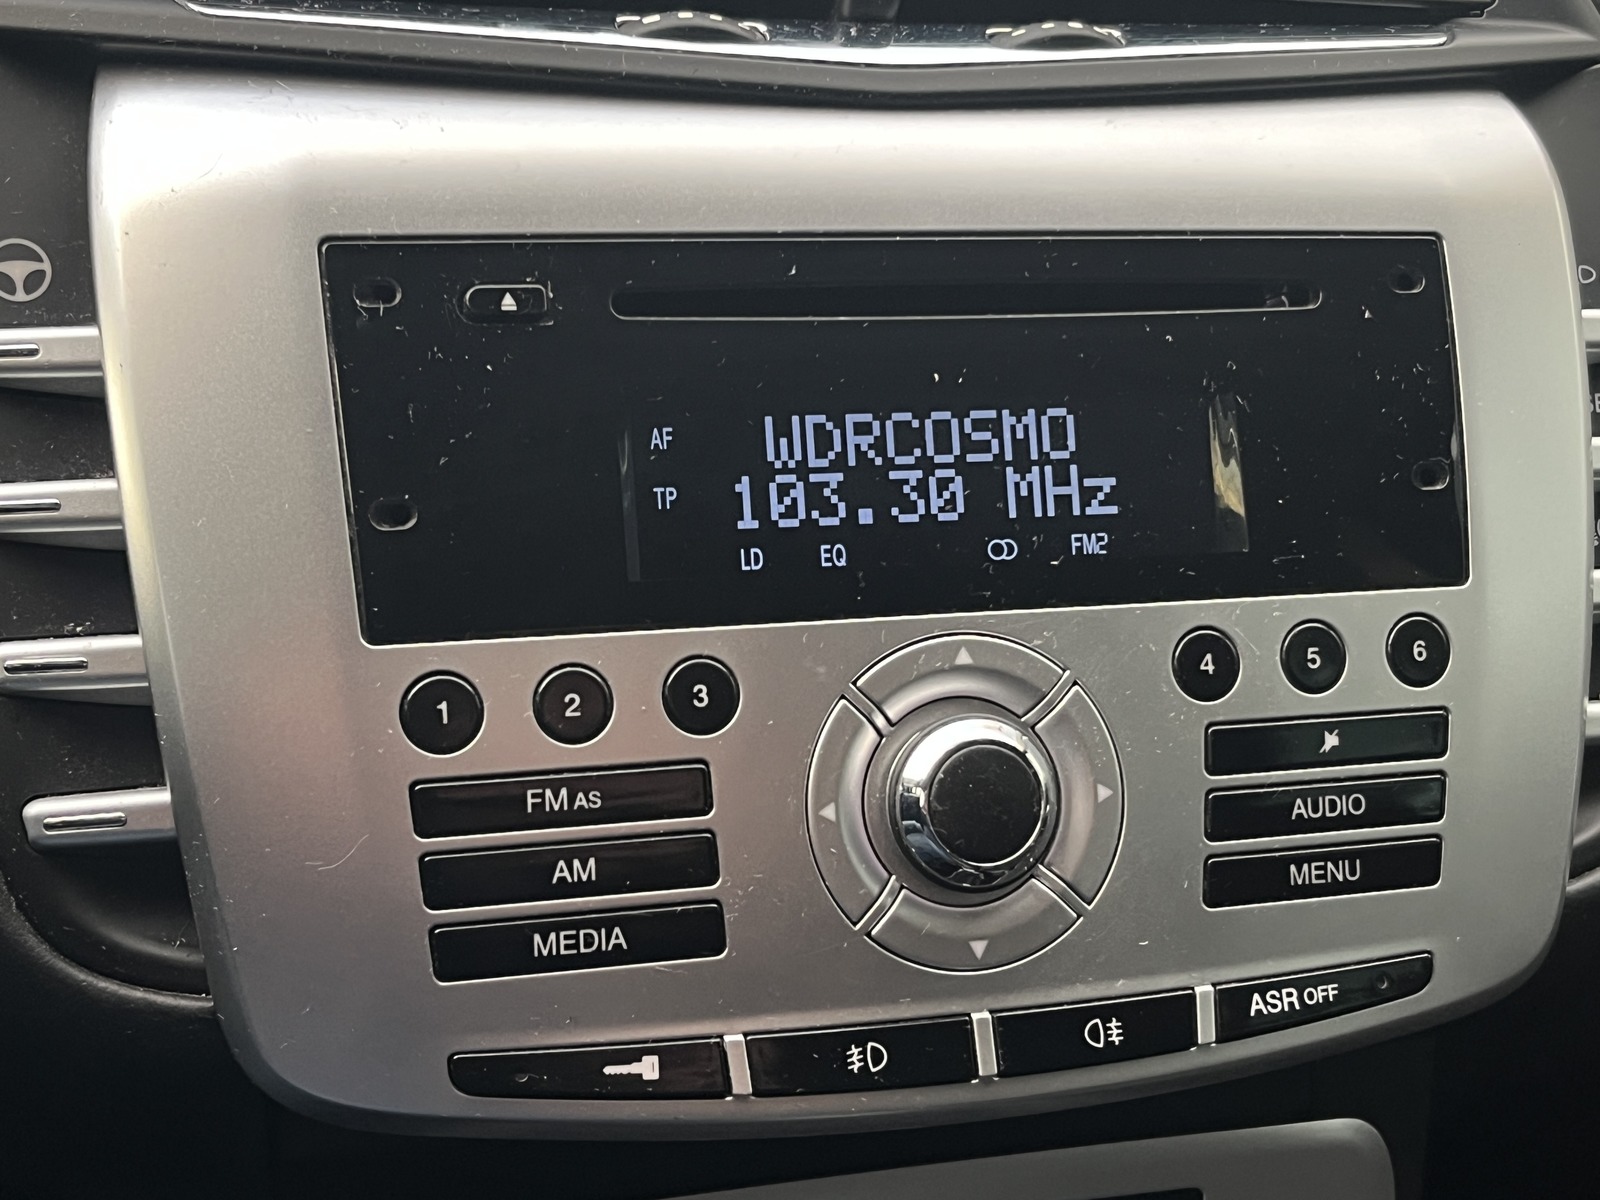 AF
WDRCOSMO
TP
103.30 MHz
LD EQ FM2
1 2 3
4 5 6
FM AS
AM
MEDIA
AUDIO
MENU
ASR OFF